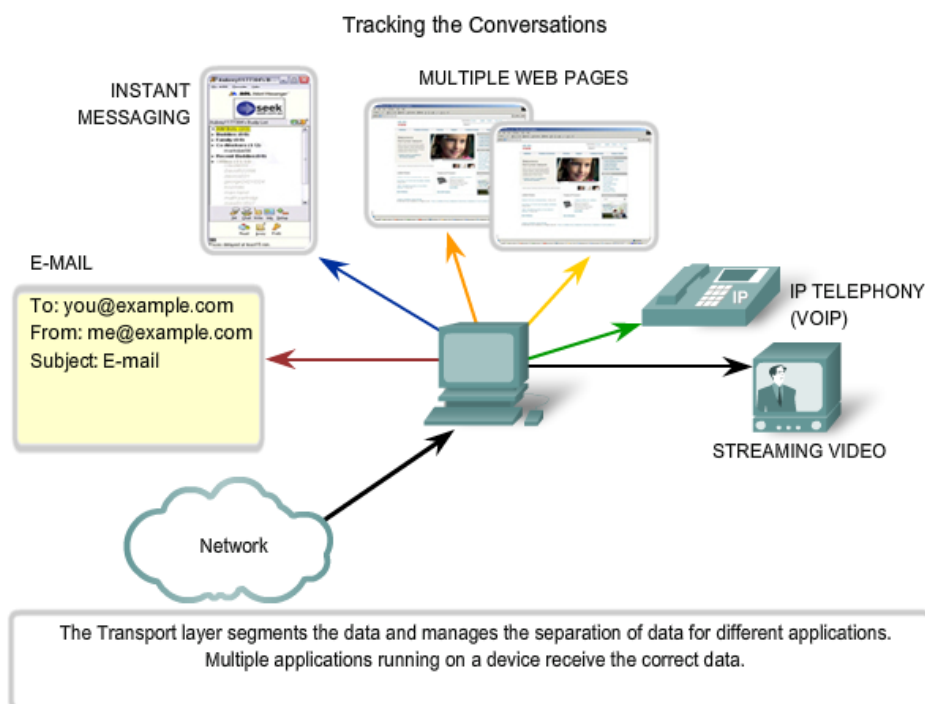 Tracking the Conversations
INSTANT
MESSAGING
MULTIPLE WEB PAGES
seek
E-MAIL
To: you@example.com
From: me@example.com
Subject: E-mail
IP
IP TELEPHONY
(VOIP)
STREAMING VIDEO
Network
The Transport layer segments the data and manages the separation of data for different applications.
Multiple applications running on a device receive the correct data.